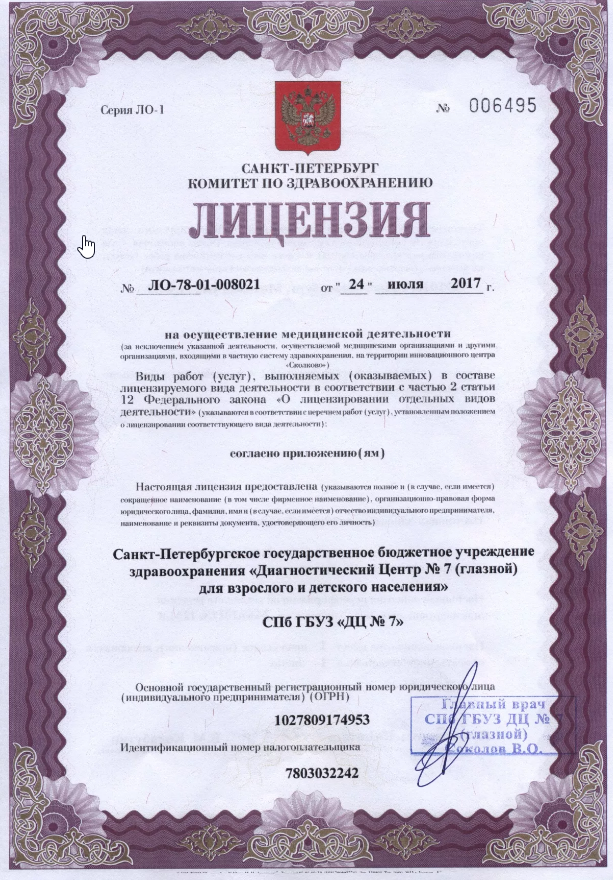 Серия ЛО-1
№ 006495
САНКТ-ПЕТЕРБУРГ
КОМИТЕТ ПО ЗДРАВООХРАНЕНИЮ
ЛИЦЕНЗИЯ
№ ЛО-78-01-008021 от " 24 " июля 2017 г.
на осуществление медицинской деятельности
(за исключением указанной деятельности, осуществляемой медицинскими организациями и другими
организациями, входящими в частную систему здравоохранения, на территории инновационного центра
«Сколково»)
Виды работ (услуг), выполняемых (оказываемых) в составе
лицензируемого вида деятельности в соответствии с частью 2 статьи
12 Федерального закона «О лицензировании отдельных видов
деятельности» (указываются в соответствии с перечнем работ (услуг), установленным положением
о лицензировании соответствующего вида деятельности):
согласно приложению(ям)
Настоящая лицензия предоставлена (указываются полное и (в случае, если имеется)
сокращенное наименование (в том числе фирменное наименование), организационно-правовая форма
юридического лица, фамилия, имя и (в случае, если имеется) отчество индивидуального предпринимателя,
наименование и реквизиты документа, удостоверяющего его личность)
Санкт-Петербургское государственное бюджетное учреждение
здравоохранения «Диагностический Центр № 7 (глазной)
для взрослого и детского населения»
СПб ГБУЗ «ДЦ № 7»
Основной государственный регистрационный номер юридического лица
(индивидуального предпринимателя) (ОГРН)
1027809174953
Идентификационный номер налогоплательщика
7803032242
Главный врач
СПб ГБУЗ ДЦ № 7
(глазной)
Соколов В.О.